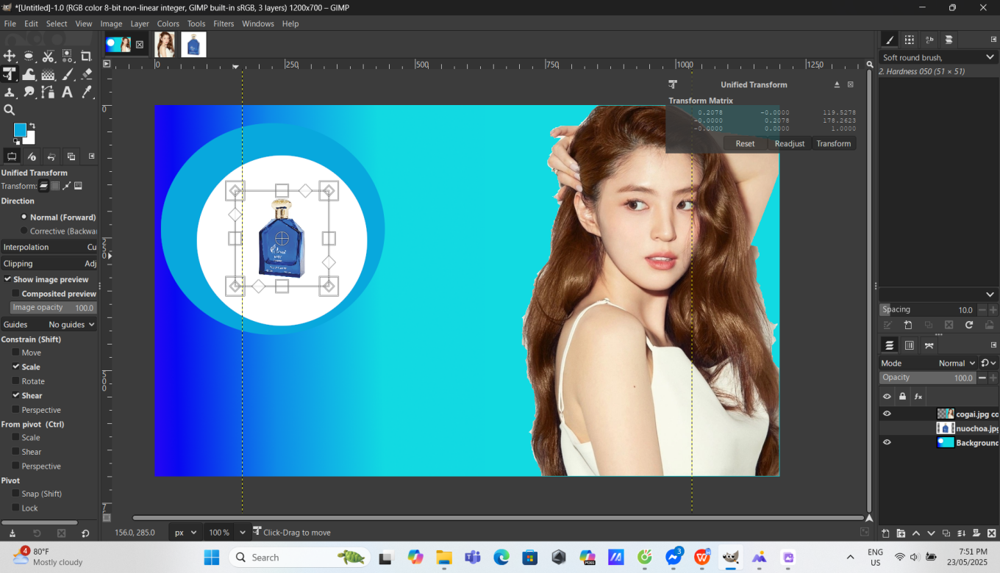 *[Untitled]-1.0 (RGB color 8-bit non-linear integer, GIMP built-in sRGB, 3 layers) 1200x700 – GIMP
File Edit Select View Image Layer Colors Tools Filters Windows Help
Soft round brush,
2. Hardness 050 (51 × 51)
0 250 500 750 1000 1250
Unified Transform
Transform Matrix
0.2078 -0.0000 119.5278
-0.0000 0.2078 178.2623
-0.0000 0.0000 1.0000
Reset Readjust Transform
0
250
500
7
Unified Transform
Transform:
Direction
Normal (Forward)
Corrective (Backwa
Interpolation Cu
Clipping Adj
Show image preview
Composited preview
Image opacity 100.0
Guides No guides
Constrain (Shift)
Move
Scale
Rotate
Shear
Perspective
From pivot (Ctrl)
Scale
Shear
Perspective
Pivot
Snap (Shift)
Lock
Spacing 10.0
Mode Normal
Opacity 100.0
fx
cogai.jpg co
nuochoa.jpg
Background
156.0, 285.0 px 100 % Click-Drag to move
4
80°F
Mostly cloudy
Search
3
ENG
US
7:51 PM
23/05/2025